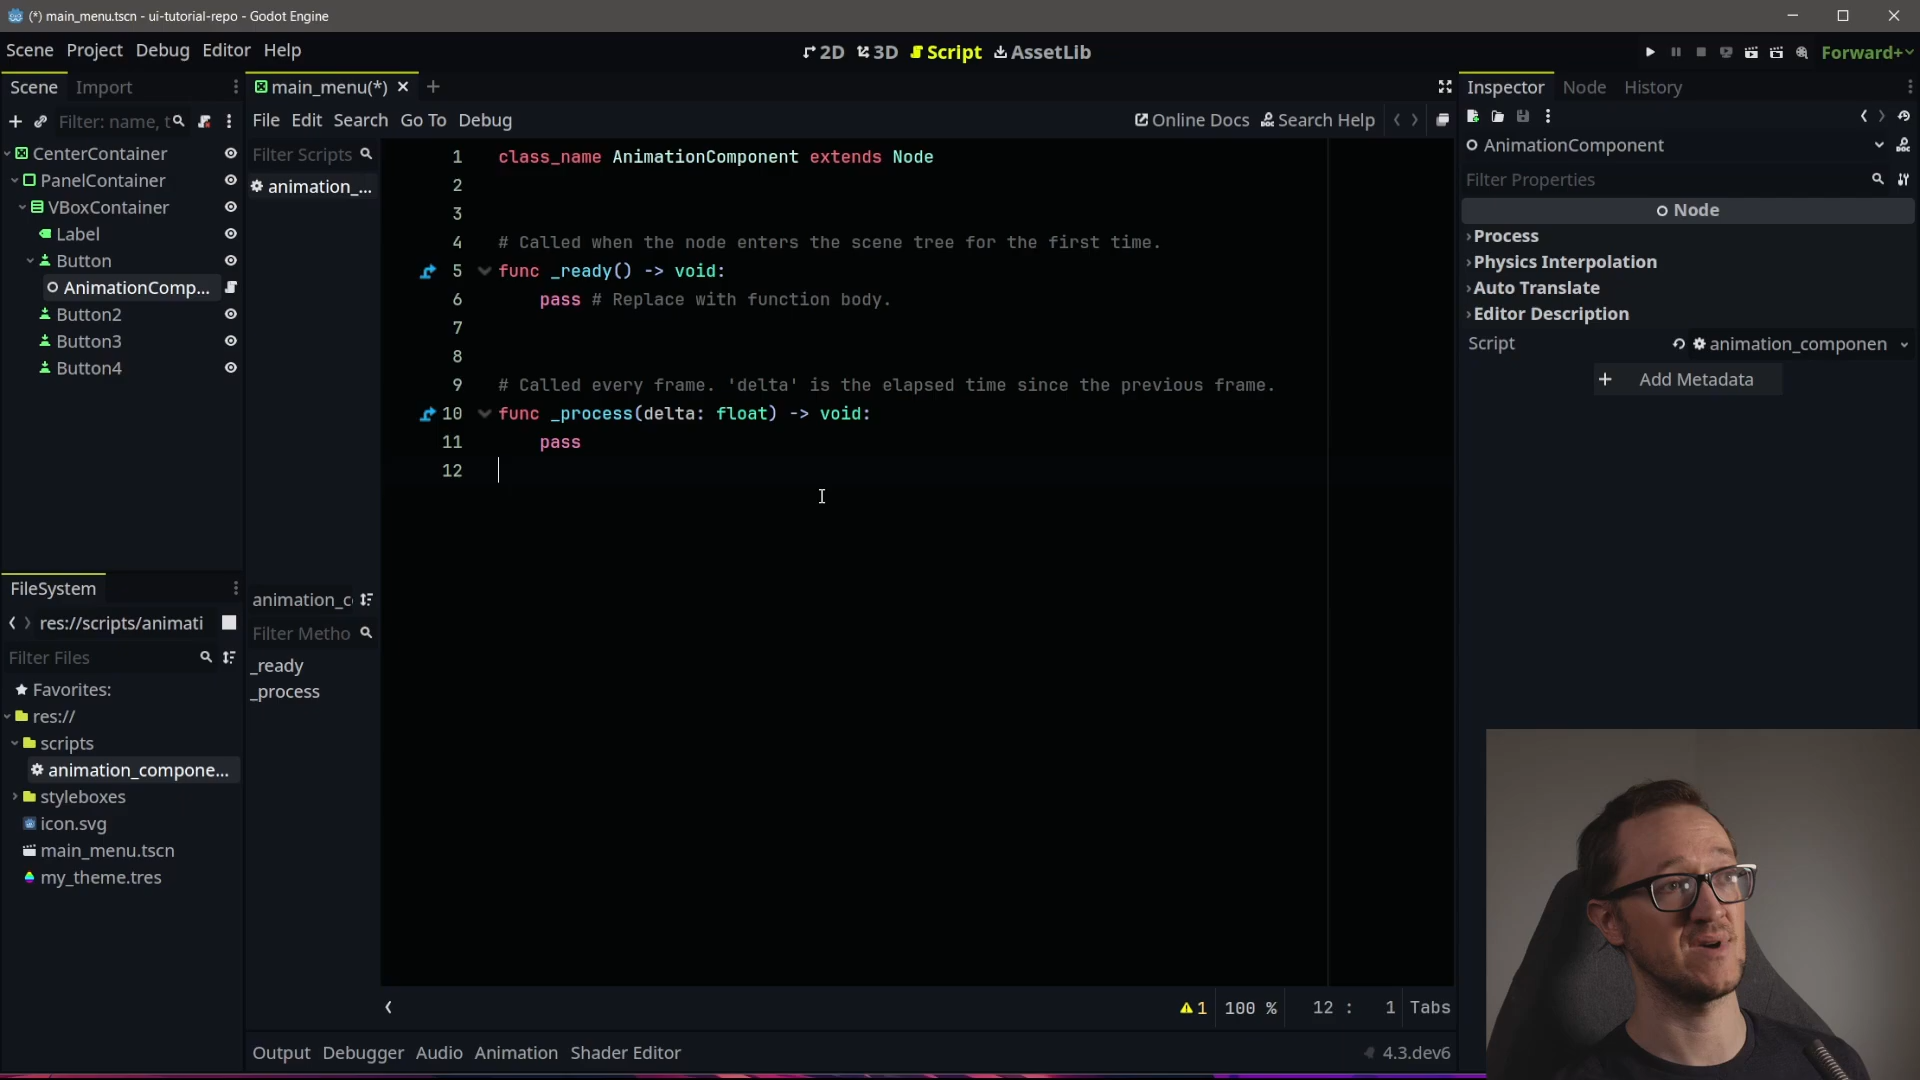 (*) main_menu.tscn - ui-tutorial-repo - Godot Engine
Scene Project Debug Editor Help
2D 3D Script AssetLib
Forward+
Scene Import
main_menu(*)
Inspector Node History
Filter: name, t
File Edit Search Go To Debug
Online Docs Search Help
CenterContainer
PanelContainer
VBoxContainer
Label
Button
AnimationComp...
Button2
Button3
Button4
Filter Scripts
animation_...
1 class_name AnimationComponent extends Node
2
3
4 # Called when the node enters the scene tree for the first time.
5 func _ready() -> void:
6 pass # Replace with function body.
7
8
9 # Called every frame. 'delta' is the elapsed time since the previous frame.
10 func _process(delta: float) -> void:
11 pass
12
AnimationComponent
Filter Properties
Node
Process
Physics Interpolation
Auto Translate
Editor Description
Script animation_componen
Add Metadata
FileSystem
res://scripts/animati
Filter Files
Favorites:
res://
scripts
animation_compone...
styleboxes
icon.svg
main_menu.tscn
my_theme.tres
animation_c
Filter Metho
_ready
_process
1 100 % 12 : 1 Tabs
Output Debugger Audio Animation Shader Editor
4.3.dev6